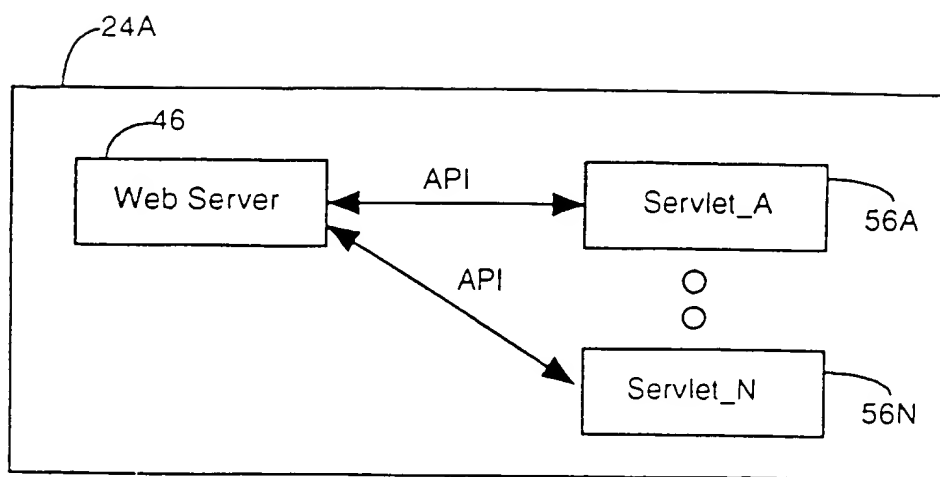 24A
46
Web Server
API
Servlet_A
56A
API
Servlet_N
56N